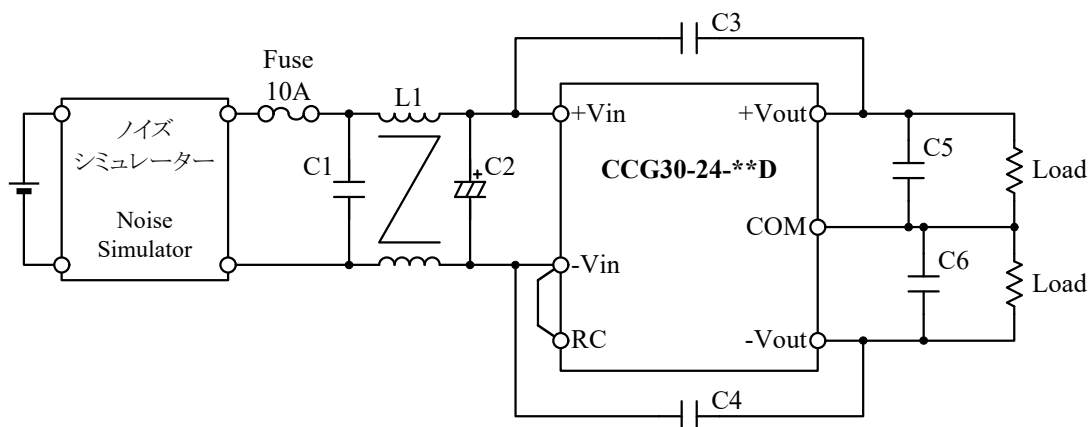 C3
Fuse
10A
L1
+Vin
+Vout
ノイズ
シミュレーター
C1
C2
+
CCG30-24-**D
C5
Load
Noise
Simulator
COM
-Vin
C6
Load
RC
-Vout
C4